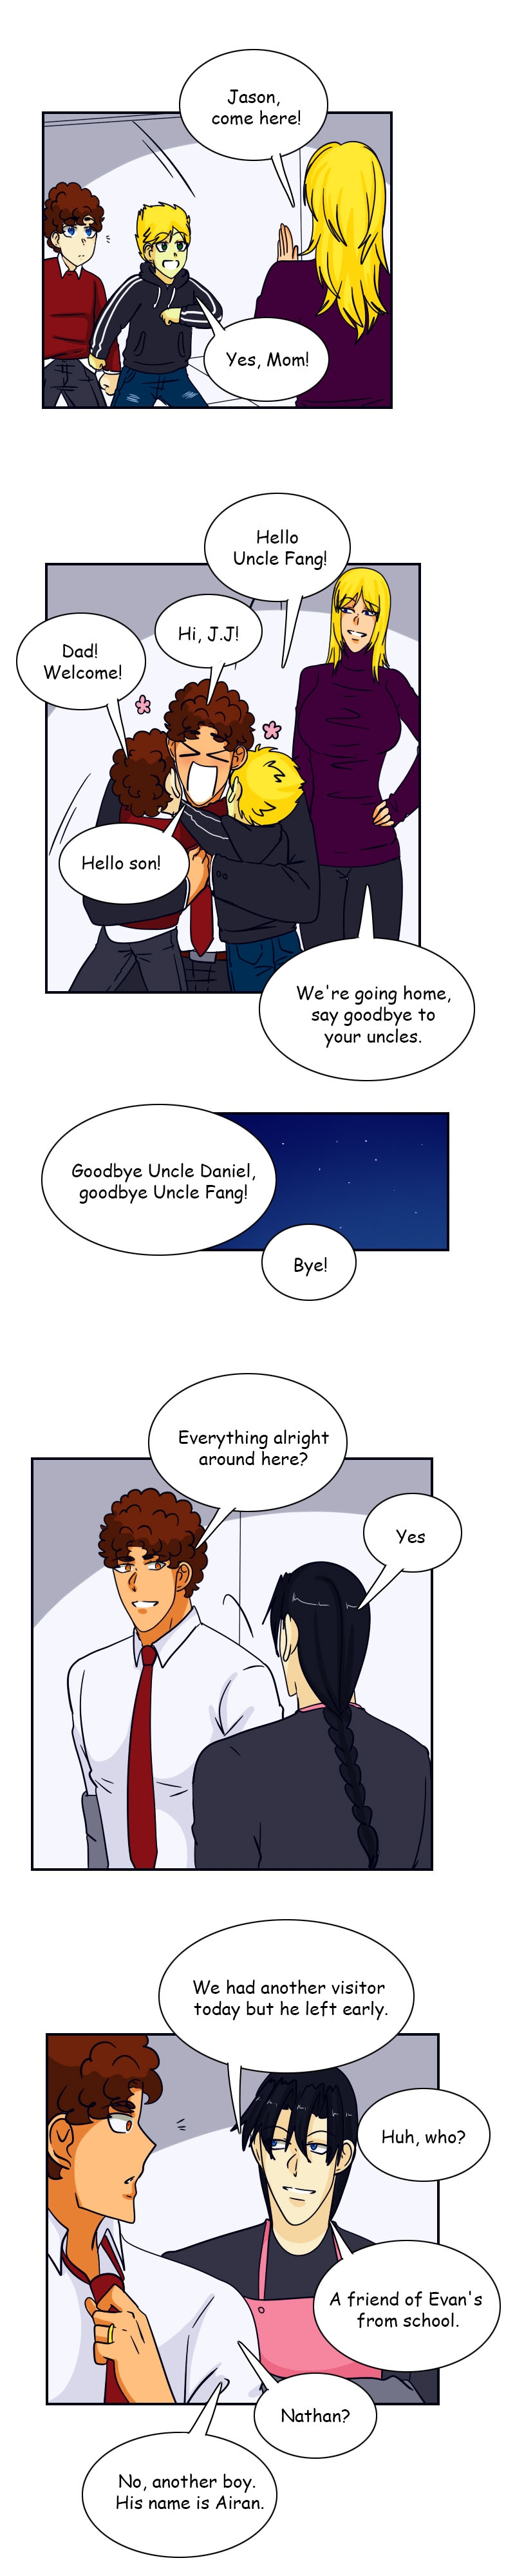 Jason,
come here!
Yes, Mom!
Hello
Uncle Fang!
Hi, J.J!
Dad!
Welcome!
Hello son!
We're going home,
say goodbye to
your uncles.
Goodbye Uncle Daniel,
goodbye Uncle Fang!
Bye!
Everything alright
around here?
Yes
We had another visitor
today but he left early.
Huh, who?
A friend of Evan's
from school.
Nathan?
No, another boy.
His name is Airan.